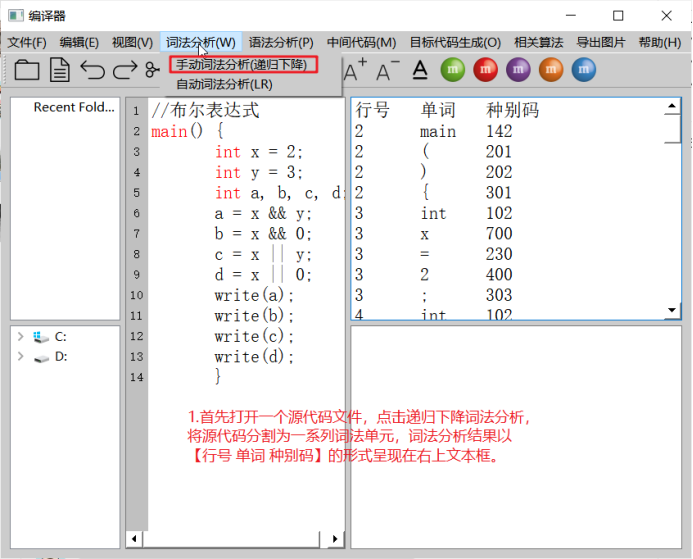 编译器
文件(F) 编辑(E) 视图(V) 词法分析(W) 语法分析(P) 中间代码(M) 目标代码生成(O) 相关算法 导出图片 帮助(H)
手动词法分析(递归下降)
自动词法分析(LR)
A+ A− A m m m m m
Recent Fold...
C:
D:
1 //布尔表达式
2 main() {
3 int x = 2;
4 int y = 3;
5 int a, b, c, d;
6 a = x && y;
7 b = x && 0;
8 c = x || y;
9 d = x || 0;
10 write(a);
11 write(b);
12 write(c);
13 write(d);
14 }
行号 单词 种别码
2 main 142
2 ( 201
2 ) 202
2 { 301
3 int 102
3 x 700
3 = 230
3 2 400
3 ; 303
4 int 102
1.首先打开一个源代码文件，点击递归下降词法分析，
将源代码分割为一系列词法单元，词法分析结果以
【行号 单词 种别码】的形式呈现在右上文本框。